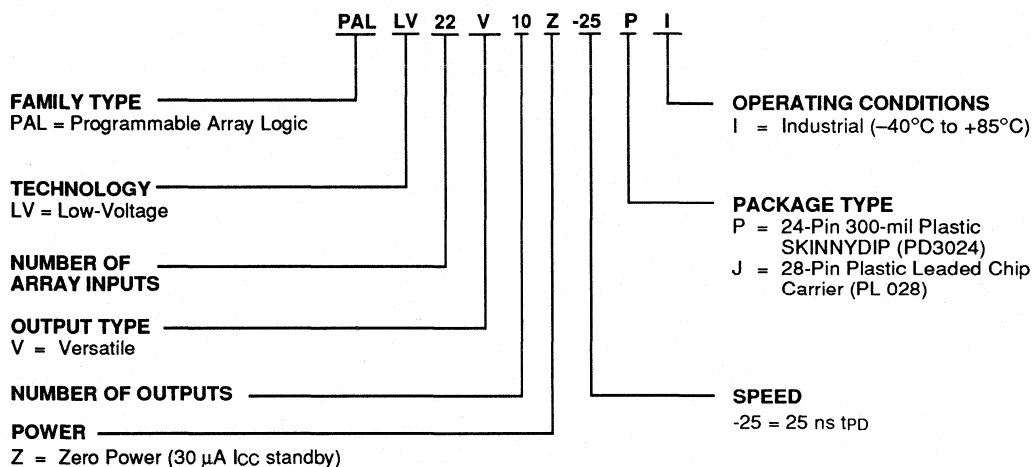 PAL LV 22 V 10 Z -25 P I
FAMILY TYPE
PAL = Programmable Array Logic
TECHNOLOGY
LV = Low-Voltage
NUMBER OF
ARRAY INPUTS
OUTPUT TYPE
V = Versatile
NUMBER OF OUTPUTS
POWER
Z = Zero Power (30 µA ICC standby)
OPERATING CONDITIONS
I = Industrial (–40°C to +85°C)
PACKAGE TYPE
P = 24-Pin 300-mil Plastic
SKINNYDIP (PD3024)
J = 28-Pin Plastic Leaded Chip
Carrier (PL 028)
SPEED
-25 = 25 ns tPD